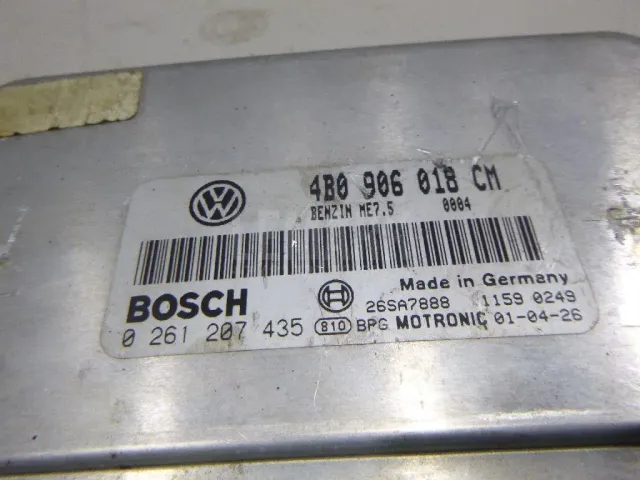 4B0 906 018 CM
BENZIN ME7.5 0004
Made in Germany
BOSCH 26SA7888 1159 0249
0 261 207 435 810 BPG MOTRONIC 01-04-26